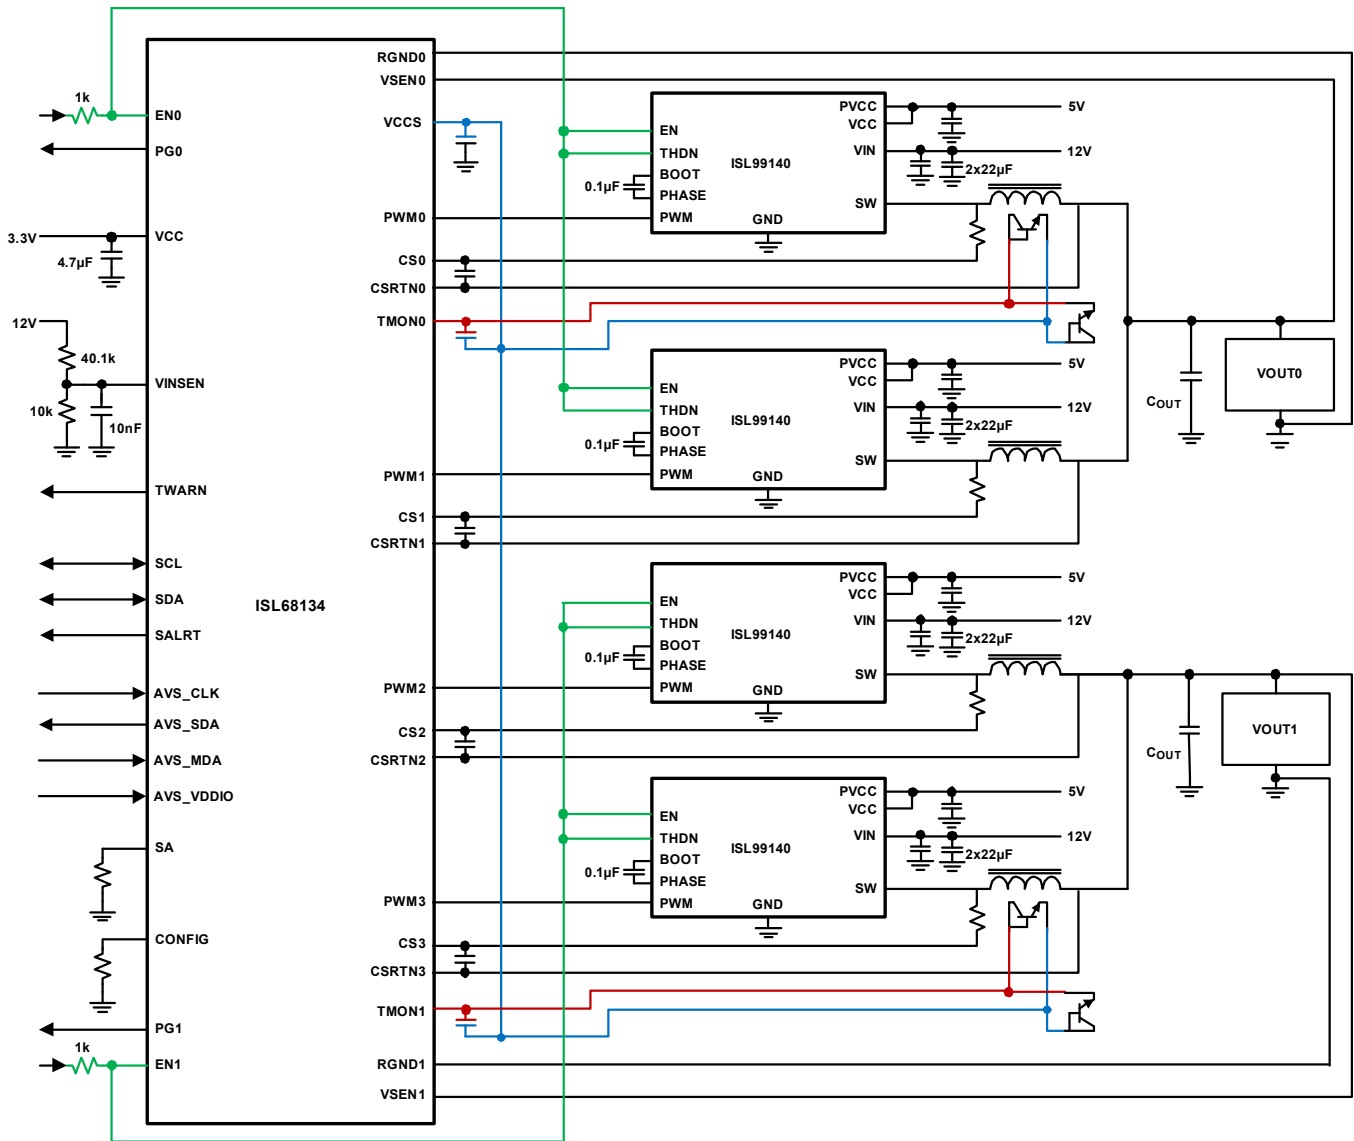 1k
EN0
PG0
3.3V
VCC
4.7µF
12V
40.1k
VINSEN
10k
10nF
TWARN
SCL
SDA
SALRT
AVS_CLK
AVS_SDA
AVS_MDA
AVS_VDDIO
SA
CONFIG
PG1
1k
EN1
ISL68134
RGND0
VSEN0
VCCS
PWM0
CS0
CSRTN0
TMON0
PWM1
CS1
CSRTN1
PWM2
CS2
CSRTN2
PWM3
CS3
CSRTN3
TMON1
RGND1
VSEN1
EN
THDN
BOOT
PHASE
PWM
0.1µF
ISL99140
GND
PVCC
VCC
VIN
SW
5V
12V
2x22µF
EN
THDN
BOOT
PHASE
PWM
0.1µF
ISL99140
GND
PVCC
VCC
VIN
SW
5V
12V
2x22µF
COUT
VOUT0
EN
THDN
BOOT
PHASE
PWM
0.1µF
ISL99140
GND
PVCC
VCC
VIN
SW
5V
12V
2x22µF
COUT
VOUT1
EN
THDN
BOOT
PHASE
PWM
0.1µF
ISL99140
GND
PVCC
VCC
VIN
SW
5V
12V
2x22µF